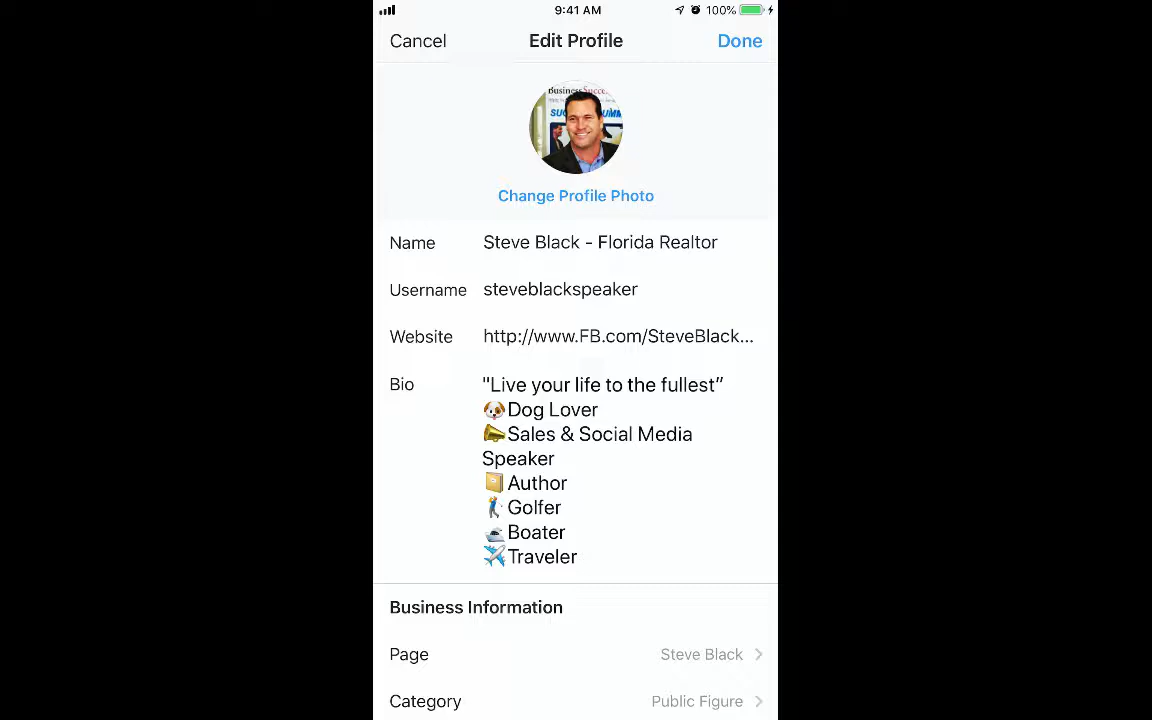 9:41 AM 100%
Cancel Edit Profile Done
Change Profile Photo
Name Steve Black - Florida Realtor
Username steveblackspeaker
Website http://www.FB.com/SteveBlack...
Bio "Live your life to the fullest”
🐶Dog Lover
📣Sales & Social Media
Speaker
📔Author
🏌Golfer
🛥Boater
✈️Traveler
Business Information
Page Steve Black
Category Public Figure